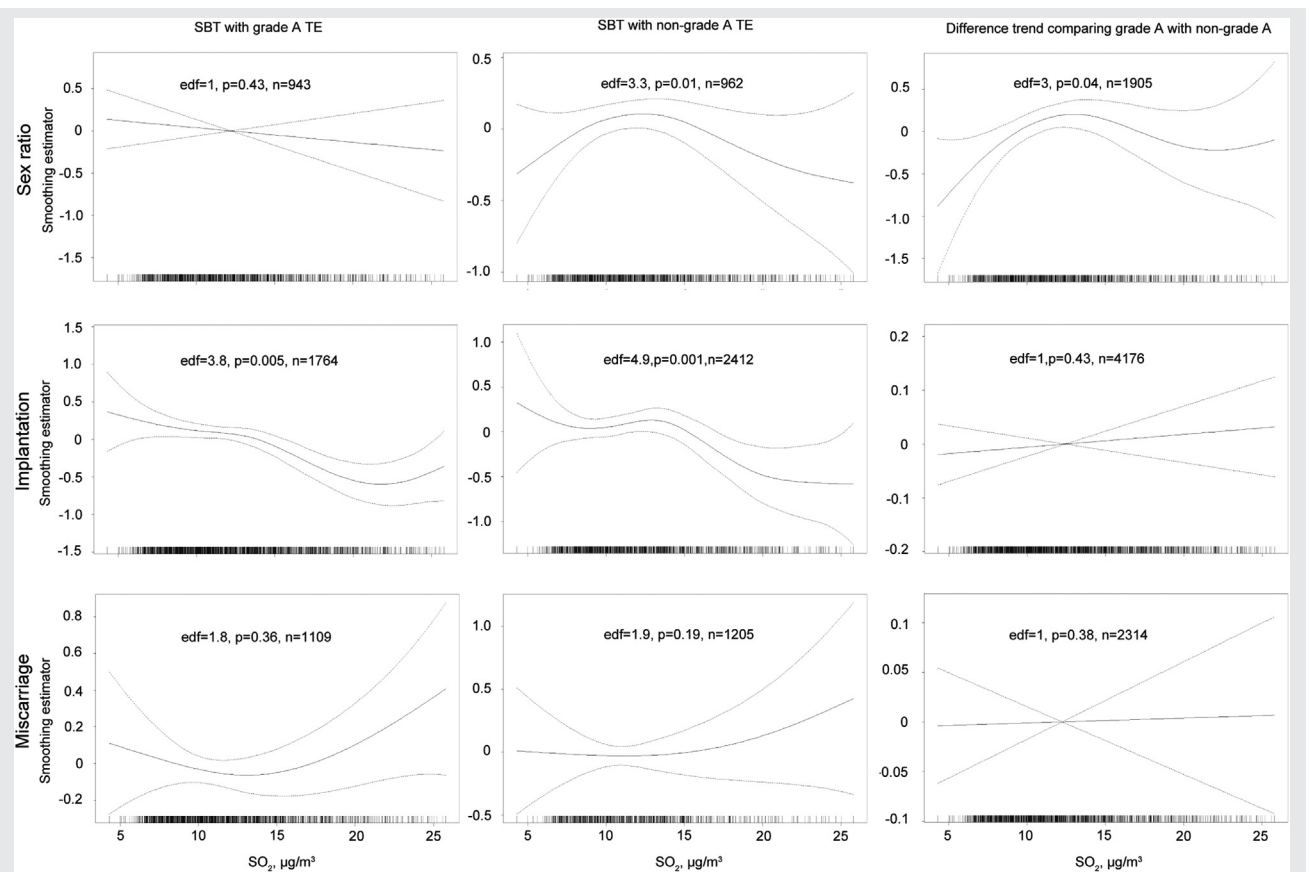 SBT with grade A TE
SBT with non-grade A TE
Difference trend comparing grade A with non-grade A
Sex ratio
Smoothing estimator
0.5
0
-0.5
-1.0
-1.5
edf=1, p=0.43, n=943
0.5
0
-0.5
-1.0
edf=3.3, p=0.01, n=962
0.5
0
-0.5
-1.0
-1.5
edf=3, p=0.04, n=1905
Implantation
Smoothing estimator
1.5
1.0
0.5
0
-0.5
-1.0
-1.5
edf=3.8, p=0.005, n=1764
1.0
0.5
0
-0.5
-1.0
edf=4.9,p=0.001,n=2412
0.2
0.1
0
-0.1
-0.2
edf=1,p=0.43, n=4176
Miscarriage
Smoothing estimator
0.8
0.6
0.4
0.2
0
-0.2
edf=1.8, p=0.36, n=1109
1.0
0.5
0
-0.5
edf=1.9, p=0.19, n=1205
0.1
0.05
0
-0.05
-0.1
edf=1, p=0.38, n=2314
5 10 15 20 25
5 10 15 20 25
5 10 15 20 25
SO₂, µg/m³
SO₂, µg/m³
SO₂, µg/m³